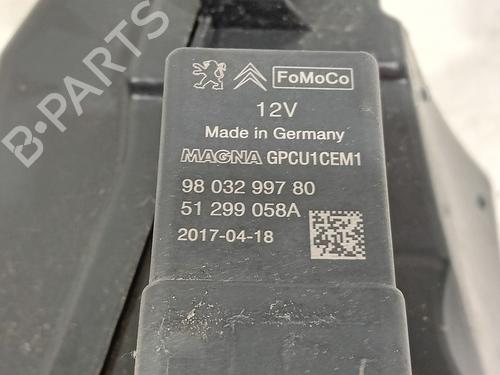 B-PARTS
FoMoCo
12V
Made in Germany
MAGNA GPCU1CEM1
98 032 997 80
51 299 058A
2017-04-18